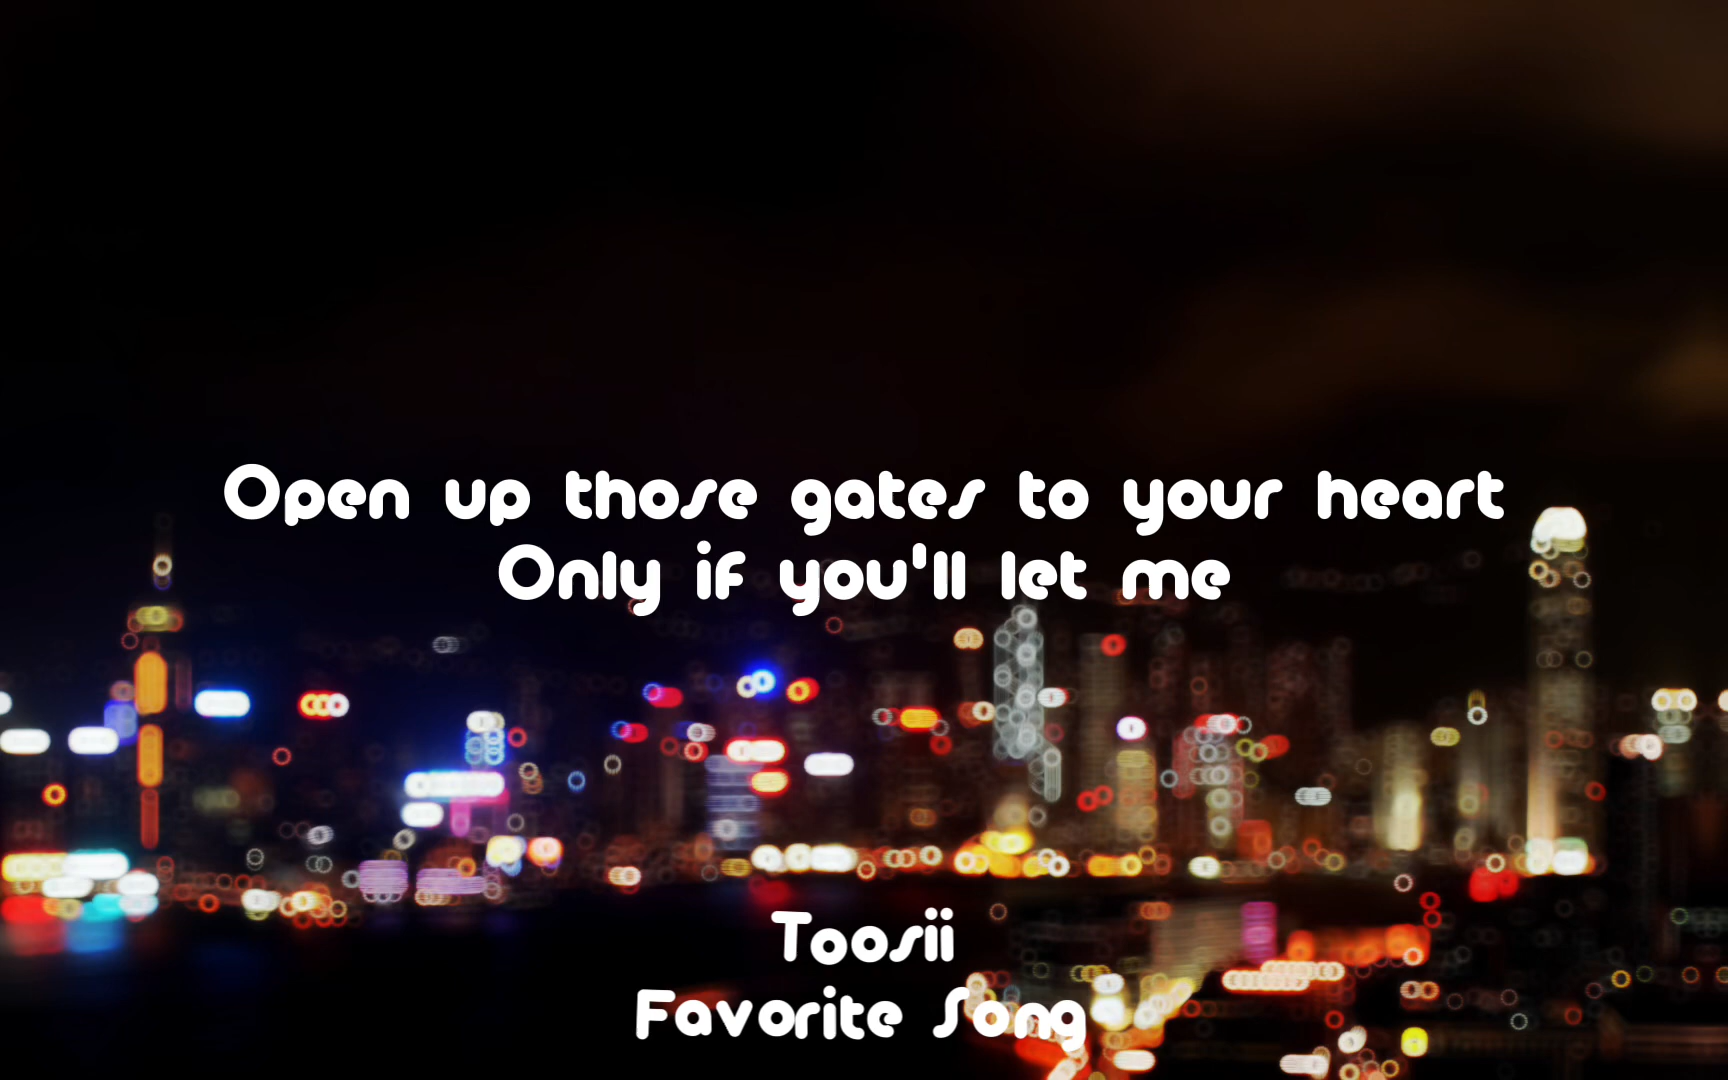 Open up those gates to your heart
Only if you'll let me
Toosii
Favorite Song